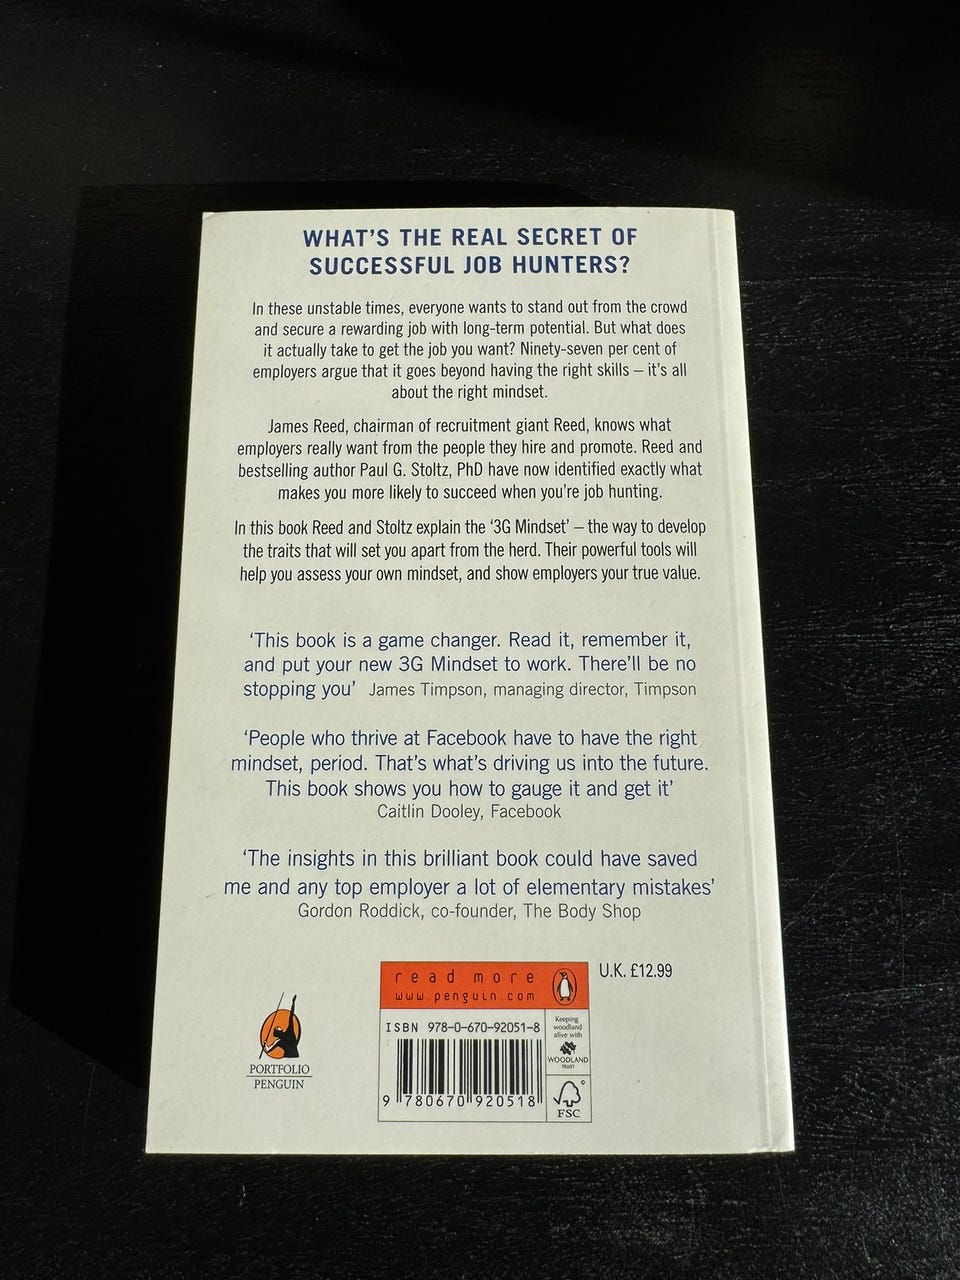 WHAT'S THE REAL SECRET OF
SUCCESSFUL JOB HUNTERS?
In these unstable times, everyone wants to stand out from the crowd
and secure a rewarding job with long-term potential. But what does
it actually take to get the job you want? Ninety-seven per cent of
employers argue that it goes beyond having the right skills – it's all
about the right mindset.
James Reed, chairman of recruitment giant Reed, knows what
employers really want from the people they hire and promote. Reed and
bestselling author Paul G. Stoltz, PhD have now identified exactly what
makes you more likely to succeed when you're job hunting.
In this book Reed and Stoltz explain the '3G Mindset' – the way to develop
the traits that will set you apart from the herd. Their powerful tools will
help you assess your own mindset, and show employers your true value.
'This book is a game changer. Read it, remember it,
and put your new 3G Mindset to work. There'll be no
stopping you' James Timpson, managing director, Timpson
'People who thrive at Facebook have to have the right
mindset, period. That's what's driving us into the future.
This book shows you how to gauge it and get it'
Caitlin Dooley, Facebook
'The insights in this brilliant book could have saved
me and any top employer a lot of elementary mistakes'
Gordon Roddick, co-founder, The Body Shop
read more
www.penguin.com
U.K. £12.99
ISBN 978-0-670-92051-8
9 780670 920518
Keeping
woodland
alive with
WOODLAND
TRUST
FSC
PORTFOLIO
PENGUIN